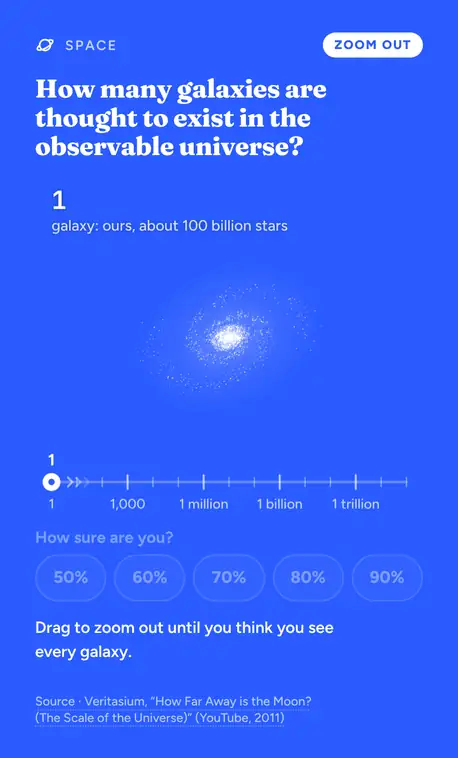 SPACE
ZOOM OUT
How many galaxies are
thought to exist in the
observable universe?
1
galaxy: ours, about 100 billion stars
1
1 1,000 1 million 1 billion 1 trillion
How sure are you?
50% 60% 70% 80% 90%
Drag to zoom out until you think you see
every galaxy.
Source · Veritasium, “How Far Away is the Moon?
(The Scale of the Universe)” (YouTube, 2011)